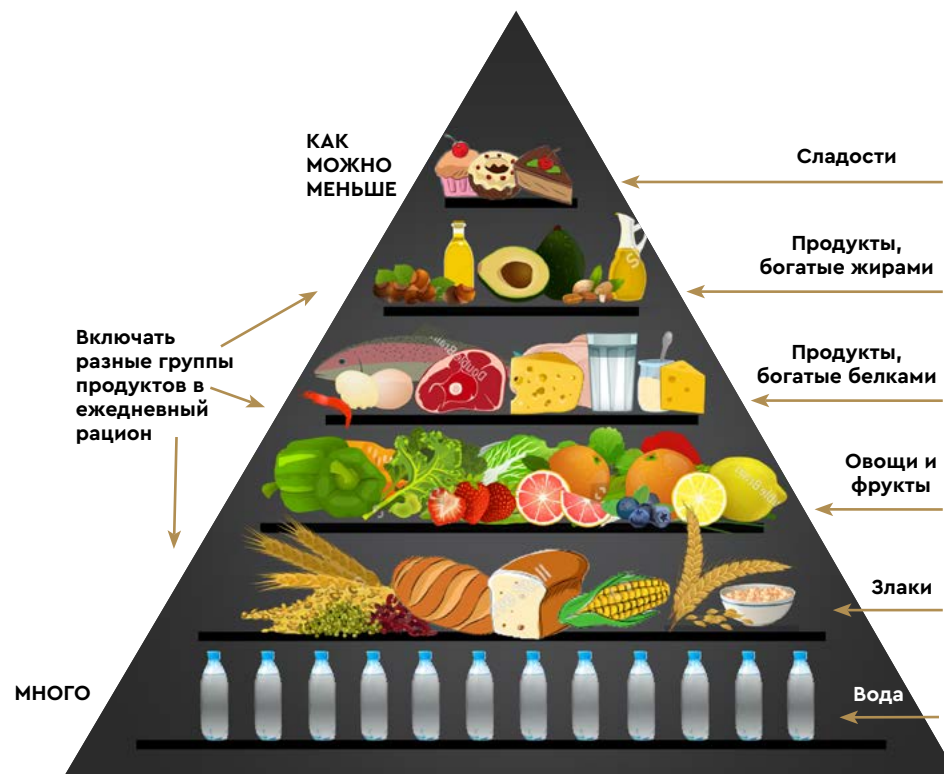 КАК
МОЖНО
МЕНЬШЕ
Сладости
Продукты,
богатые жирами
Включать
разные группы
продуктов в
ежедневный
рацион
Продукты,
богатые белками
Овощи и
фрукты
Злаки
МНОГО
Вода